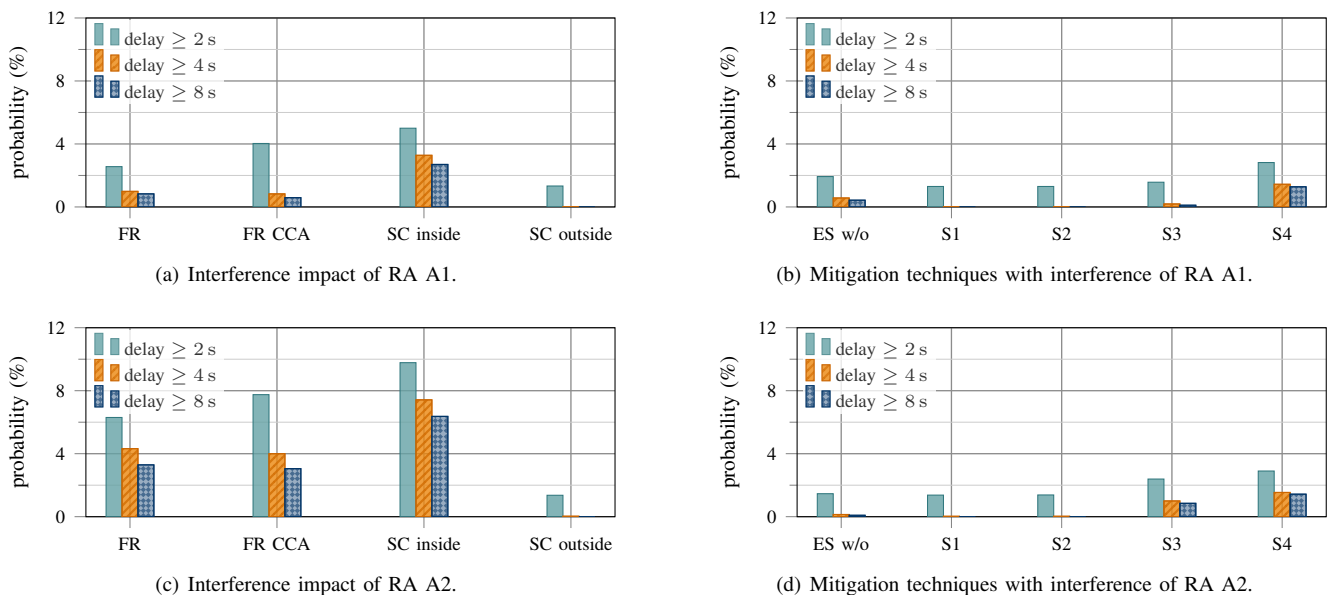 12
8
4
0
probability (%)
delay ≥ 2 s
delay ≥ 4 s
delay ≥ 8 s
FR
FR CCA
SC inside
SC outside
(a) Interference impact of RA A1.
12
8
4
0
probability (%)
delay ≥ 2 s
delay ≥ 4 s
delay ≥ 8 s
ES w/o
S1
S2
S3
S4
(b) Mitigation techniques with interference of RA A1.
12
8
4
0
probability (%)
delay ≥ 2 s
delay ≥ 4 s
delay ≥ 8 s
FR
FR CCA
SC inside
SC outside
(c) Interference impact of RA A2.
12
8
4
0
probability (%)
delay ≥ 2 s
delay ≥ 4 s
delay ≥ 8 s
ES w/o
S1
S2
S3
S4
(d) Mitigation techniques with interference of RA A2.